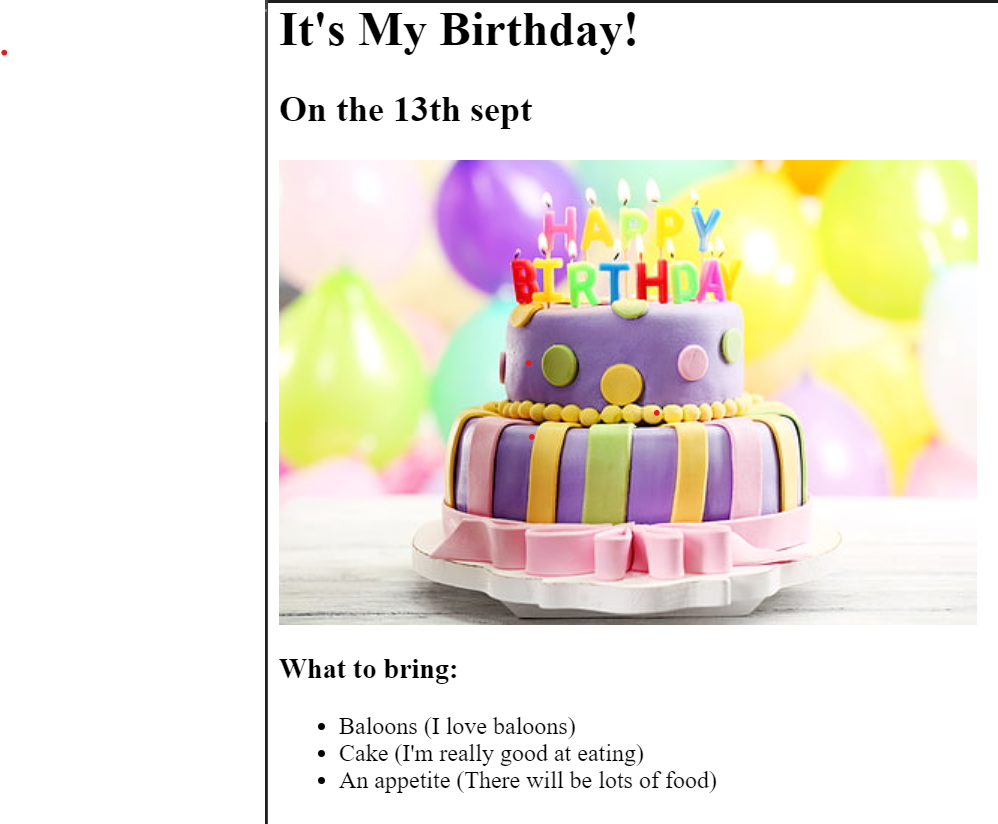 It's My Birthday!
On the 13th sept
HAPPY
BIRTHDAY
What to bring:
Baloons (I love baloons)
Cake (I'm really good at eating)
An appetite (There will be lots of food)